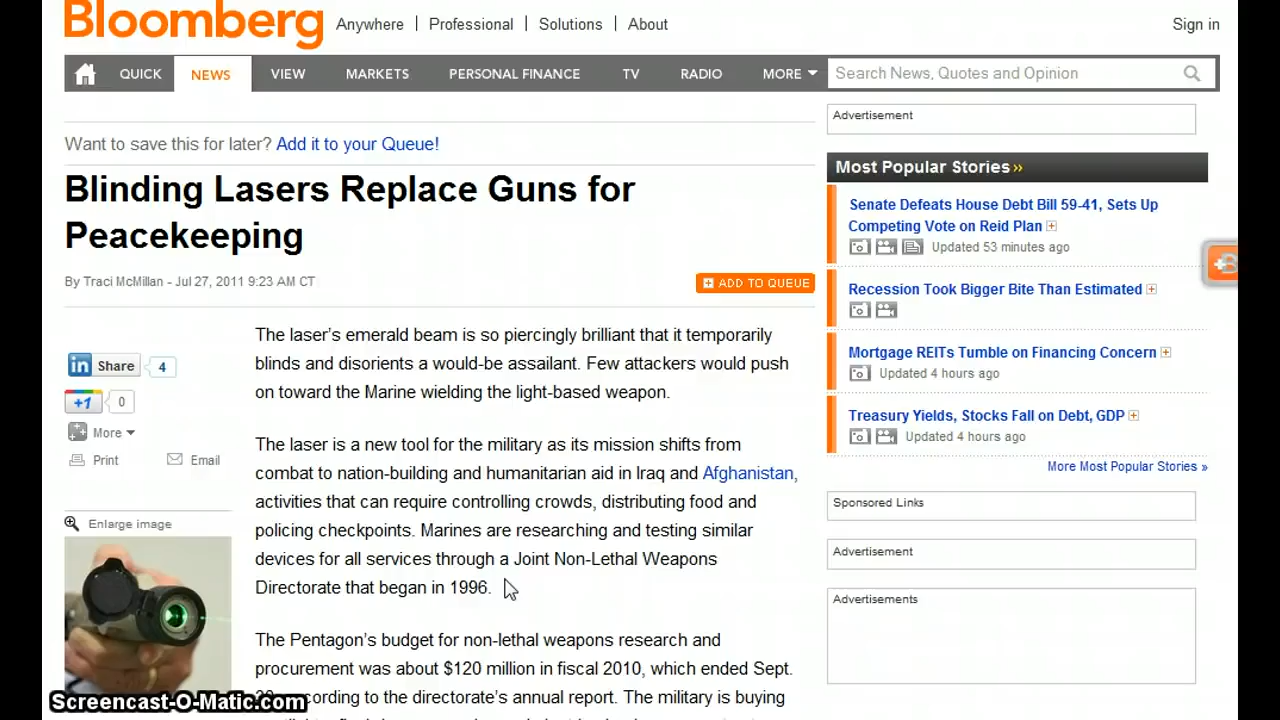 Bloomberg
Anywhere | Professional | Solutions | About
Sign in
QUICK NEWS VIEW MARKETS PERSONAL FINANCE TV RADIO MORE
Search News, Quotes and Opinion
Want to save this for later? Add it to your Queue!
Blinding Lasers Replace Guns for
Peacekeeping
By Traci McMillan - Jul 27, 2011 9:23 AM CT
ADD TO QUEUE
in Share 4
+1 0
More
Print Email
Enlarge image
The laser's emerald beam is so piercingly brilliant that it temporarily
blinds and disorients a would-be assailant. Few attackers would push
on toward the Marine wielding the light-based weapon.
The laser is a new tool for the military as its mission shifts from
combat to nation-building and humanitarian aid in Iraq and Afghanistan,
activities that can require controlling crowds, distributing food and
policing checkpoints. Marines are researching and testing similar
devices for all services through a Joint Non-Lethal Weapons
Directorate that began in 1996.
The Pentagon's budget for non-lethal weapons research and
procurement was about $120 million in fiscal 2010, which ended Sept.
according to the directorate's annual report. The military is buying
Advertisement
Most Popular Stories »
Senate Defeats House Debt Bill 59-41, Sets Up
Competing Vote on Reid Plan
Updated 53 minutes ago
Recession Took Bigger Bite Than Estimated
Mortgage REITs Tumble on Financing Concern
Updated 4 hours ago
Treasury Yields, Stocks Fall on Debt, GDP
Updated 4 hours ago
More Most Popular Stories »
Sponsored Links
Advertisement
Advertisements
Screencast-O-Matic.com